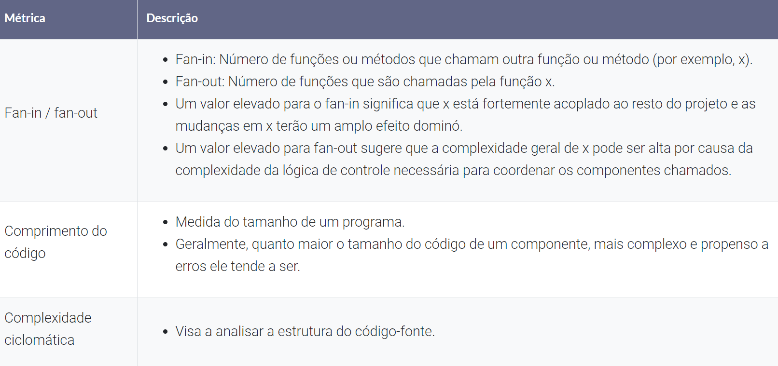 Métrica Descrição
Fan-in / fan-out
• Fan-in: Número de funções ou métodos que chamam outra função ou método (por exemplo, x).
• Fan-out: Número de funções que são chamadas pela função x.
• Um valor elevado para o fan-in significa que x está fortemente acoplado ao resto do projeto e as
mudanças em x terão um amplo efeito dominó.
• Um valor elevado para fan-out sugere que a complexidade geral de x pode ser alta por causa da
complexidade da lógica de controle necessária para coordenar os componentes chamados.
Comprimento do
código
• Medida do tamanho de um programa.
• Geralmente, quanto maior o tamanho do código de um componente, mais complexo e propenso a
erros ele tende a ser.
Complexidade
ciclomática
• Visa a analisar a estrutura do código-fonte.